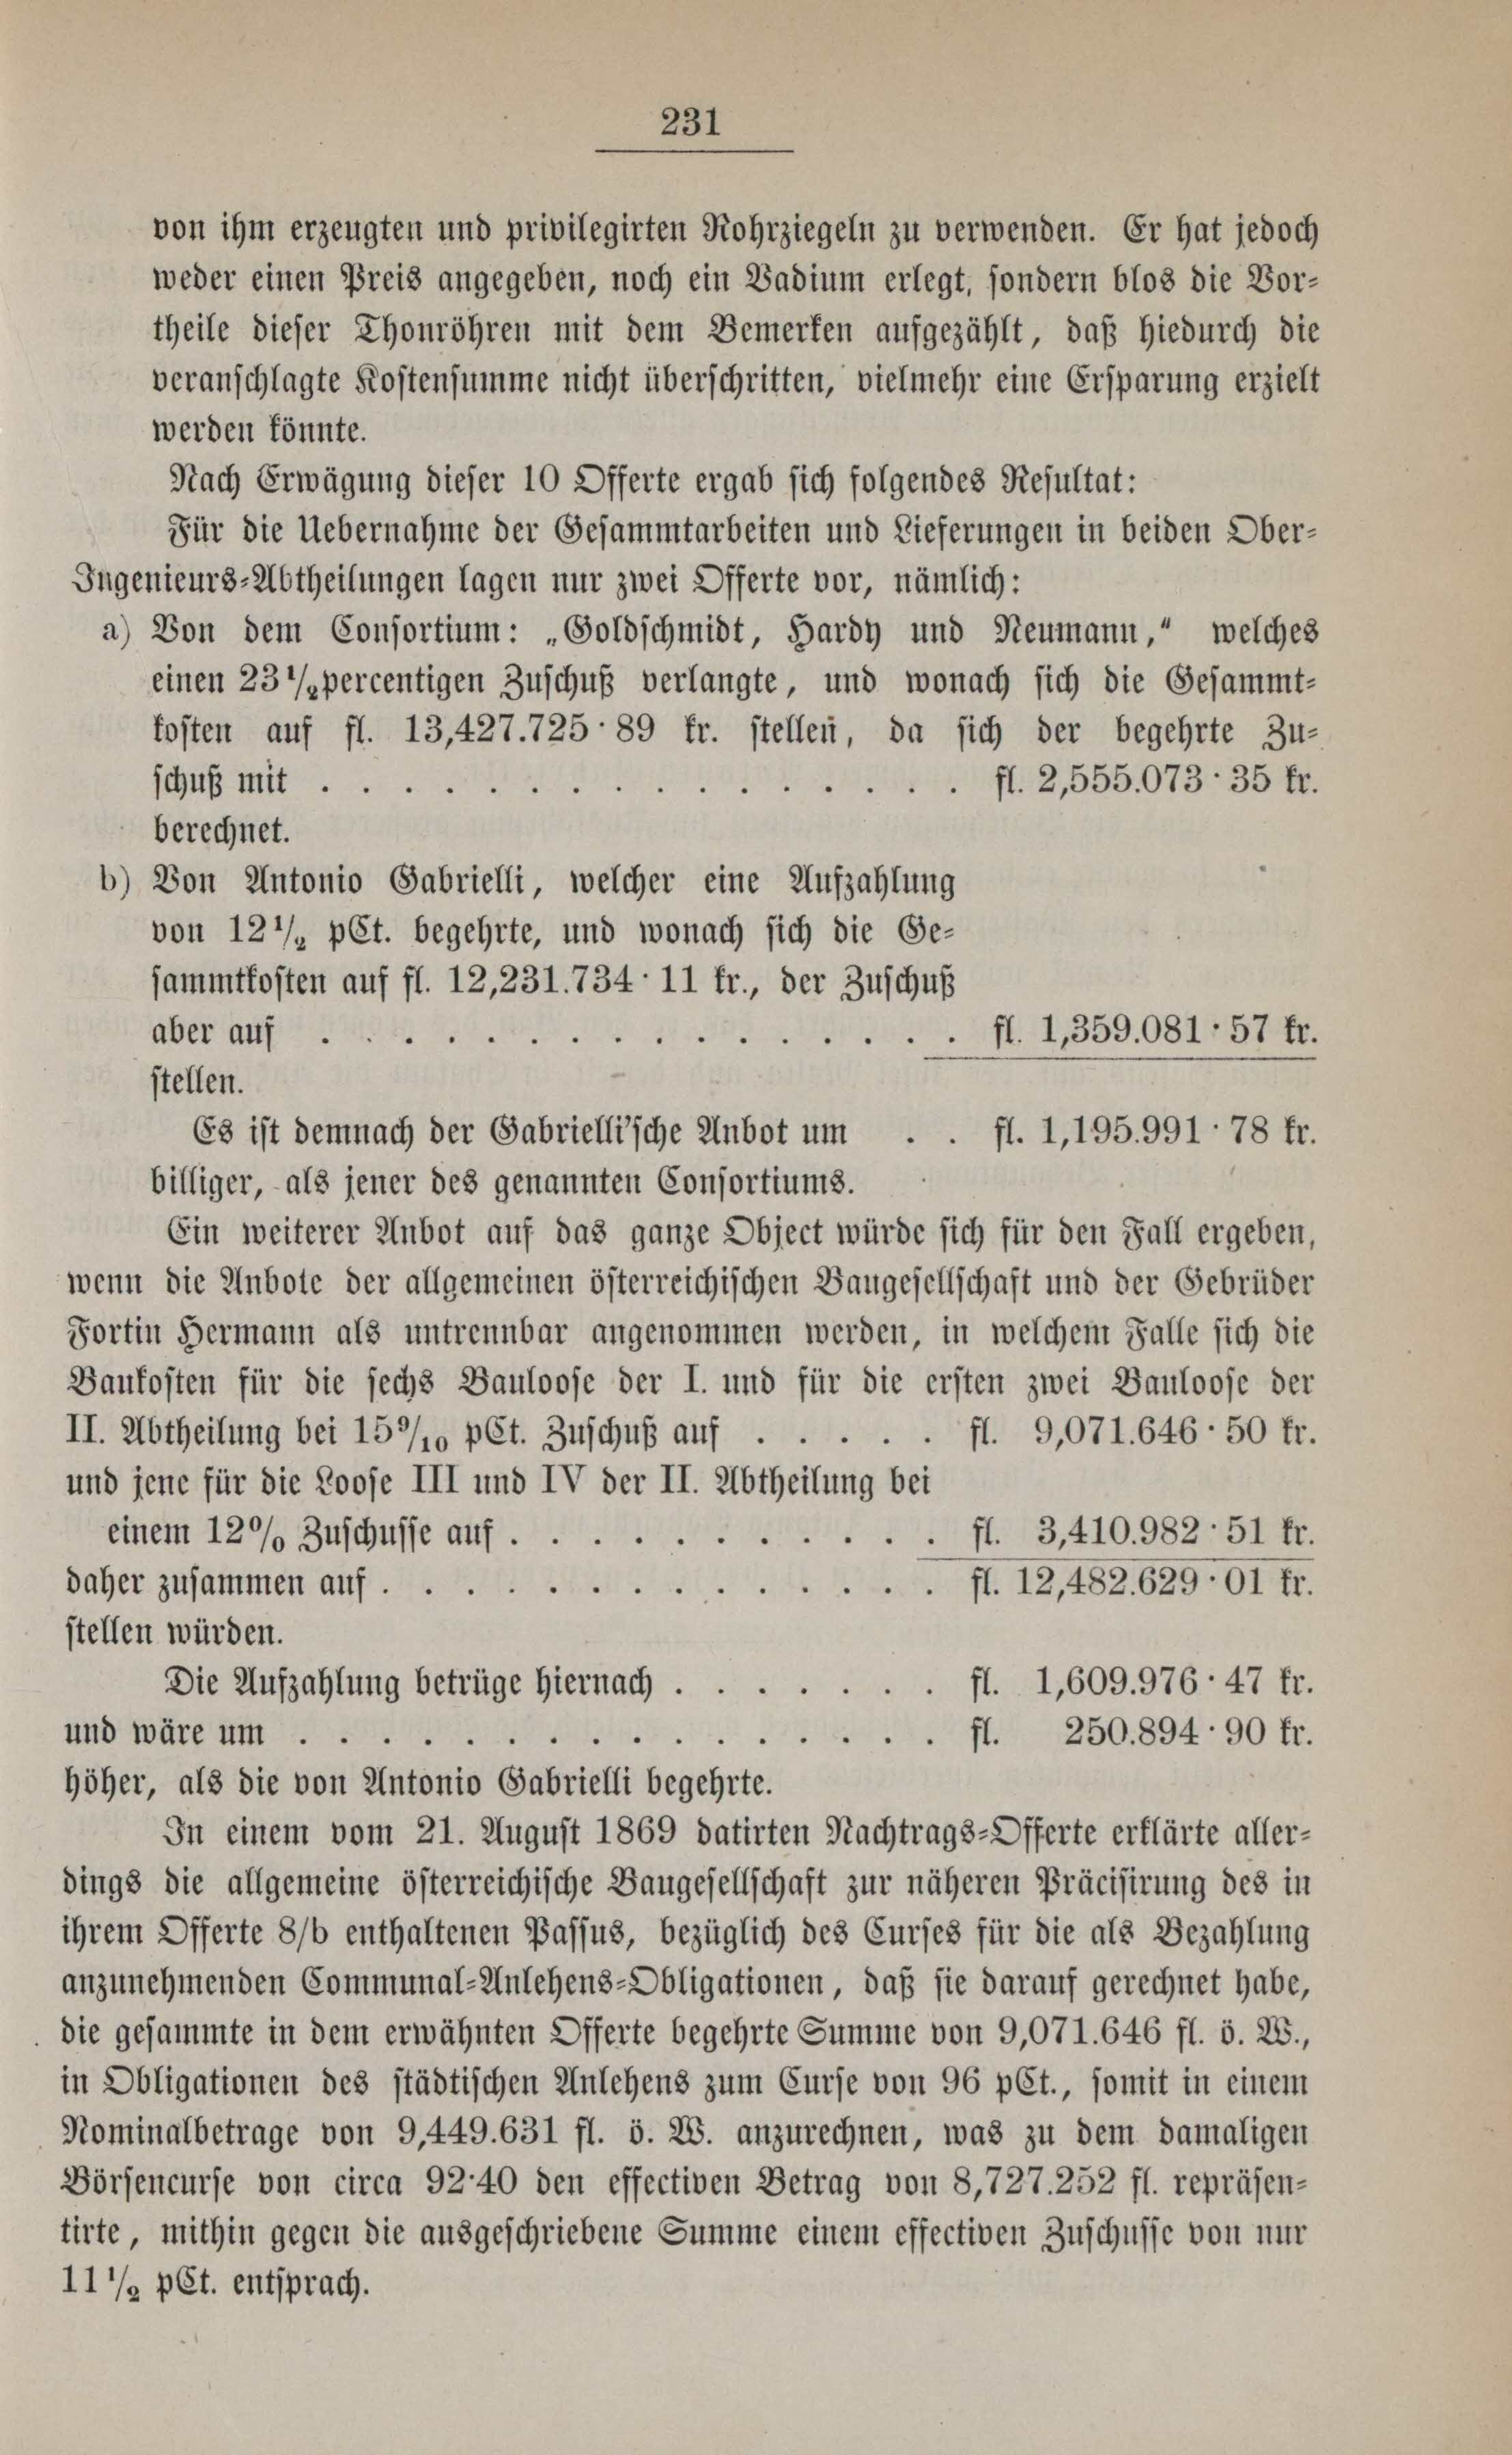 231
von ihm erzeugten und privilegirten Rohrziegeln zu verwenden. Er hat jedoch
weder einen Preis angegeben, noch ein Vadium erlegt, sondern blos die Vor-
theile dieser Thonröhren mit dem Bemerken aufgezählt, daß hiedurch die
veranschlagte Kostensumme nicht überschritten, vielmehr eine Ersparung erzielt
werden könnte.
Nach Erwägung dieser 10 Offerte ergab sich folgendes Resultat:
Für die Uebernahme der Gesammtarbeiten und Lieferungen in beiden Ober-
Ingenieurs-Abtheilungen lagen nur zwei Offerte vor, nämlich:
a) Von dem Consortium: „Goldschmidt, Hardy und Neumann,“ welches
einen 23 1/2percentigen Zuschuß verlangte, und wonach sich die Gesammt-
kosten auf fl. 13,427.725·89 kr. stellen, da sich der begehrte Zu-
schuß mit . . . . . . . . . . . . . . . . fl. 2,555.073·35 kr.
berechnet.
b) Von Antonio Gabrielli, welcher eine Aufzahlung
von 12 1/2 pCt. begehrte, und wonach sich die Ge-
sammtkosten auf fl. 12,231.734·11 kr., der Zuschuß
aber auf . . . . . . . . . . . . . . . . fl. 1,359.081·57 kr.
stellen.
Es ist demnach der Gabrielli'sche Anbot um . . fl. 1,195.991·78 kr.
billiger, als jener des genannten Consortiums.
Ein weiterer Anbot auf das ganze Object würde sich für den Fall ergeben,
wenn die Anbote der allgemeinen österreichischen Baugesellschaft und der Gebrüder
Fortin Hermann als untrennbar angenommen werden, in welchem Falle sich die
Baukosten für die sechs Bauloose der I. und für die ersten zwei Bauloose der
II. Abtheilung bei 15 9/10 pCt. Zuschuß auf . . . . . fl. 9,071.646·50 kr.
und jene für die Loose III und IV der II. Abtheilung bei
einem 12% Zuschusse auf . . . . . . . . . . . fl. 3,410.982·51 kr.
daher zusammen auf . . . . . . . . . . . . . . fl. 12,482.629·01 kr.
stellen würden.
Die Aufzahlung betrüge hiernach . . . . . . . fl. 1,609.976·47 kr.
und wäre um . . . . . . . . . . . . . . . . fl. 250.894·90 kr.
höher, als die von Antonio Gabrielli begehrte.
In einem vom 21. August 1869 datirten Nachtrags-Offerte erklärte aller-
dings die allgemeine österreichische Baugesellschaft zur näheren Präcisirung des in
ihrem Offerte 8/b enthaltenen Passus, bezüglich des Curses für die als Bezahlung
anzunehmenden Communal-Anlehens-Obligationen, daß sie darauf gerechnet habe,
die gesammte in dem erwähnten Offerte begehrte Summe von 9,071.646 fl. ö. W.,
in Obligationen des städtischen Anlehens zum Curse von 96 pCt., somit in einem
Nominalbetrage von 9,449.631 fl. ö. W. anzurechnen, was zu dem damaligen
Börsencurse von circa 92·40 den effectiven Betrag von 8,727.252 fl. repräsen-
tirte, mithin gegen die ausgeschriebene Summe einem effectiven Zuschusse von nur
11 1/2 pCt. entsprach.